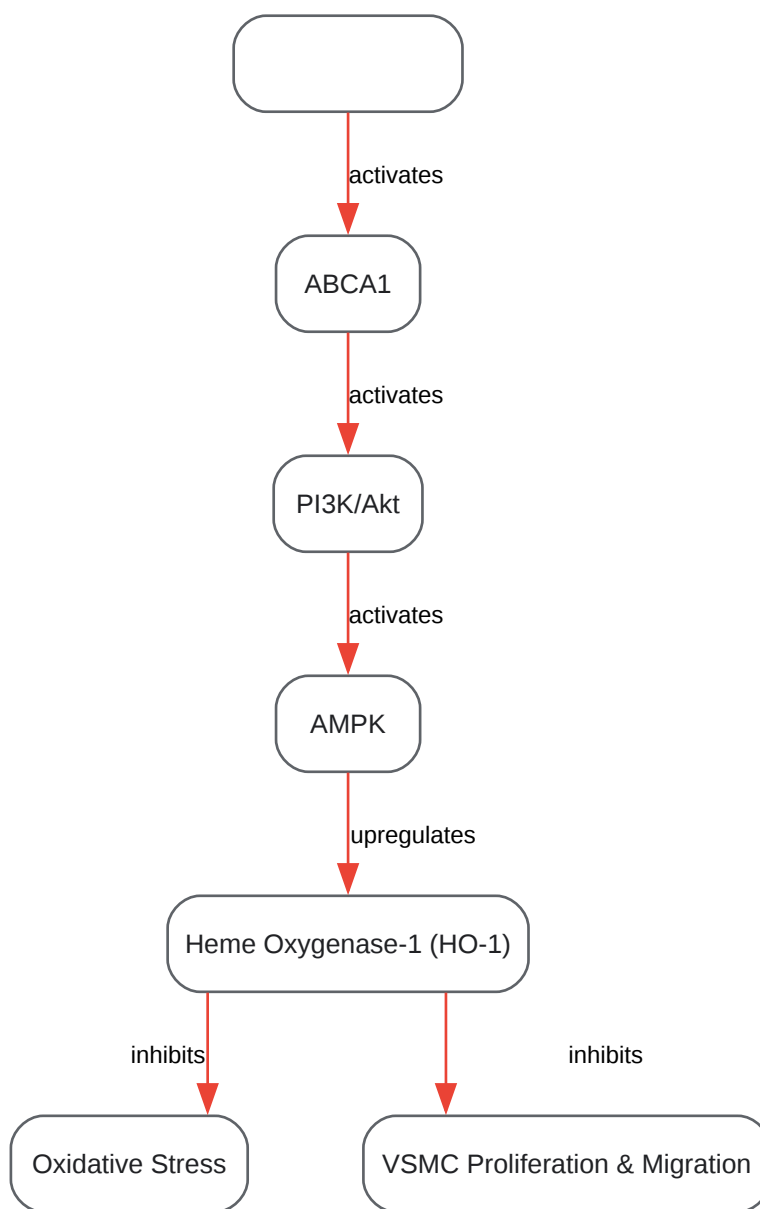 activates
ABCA1
activates
PI3K/Akt
activates
AMPK
upregulates
Heme Oxygenase-1 (HO-1)
inhibits
inhibits
Oxidative Stress
VSMC Proliferation & Migration